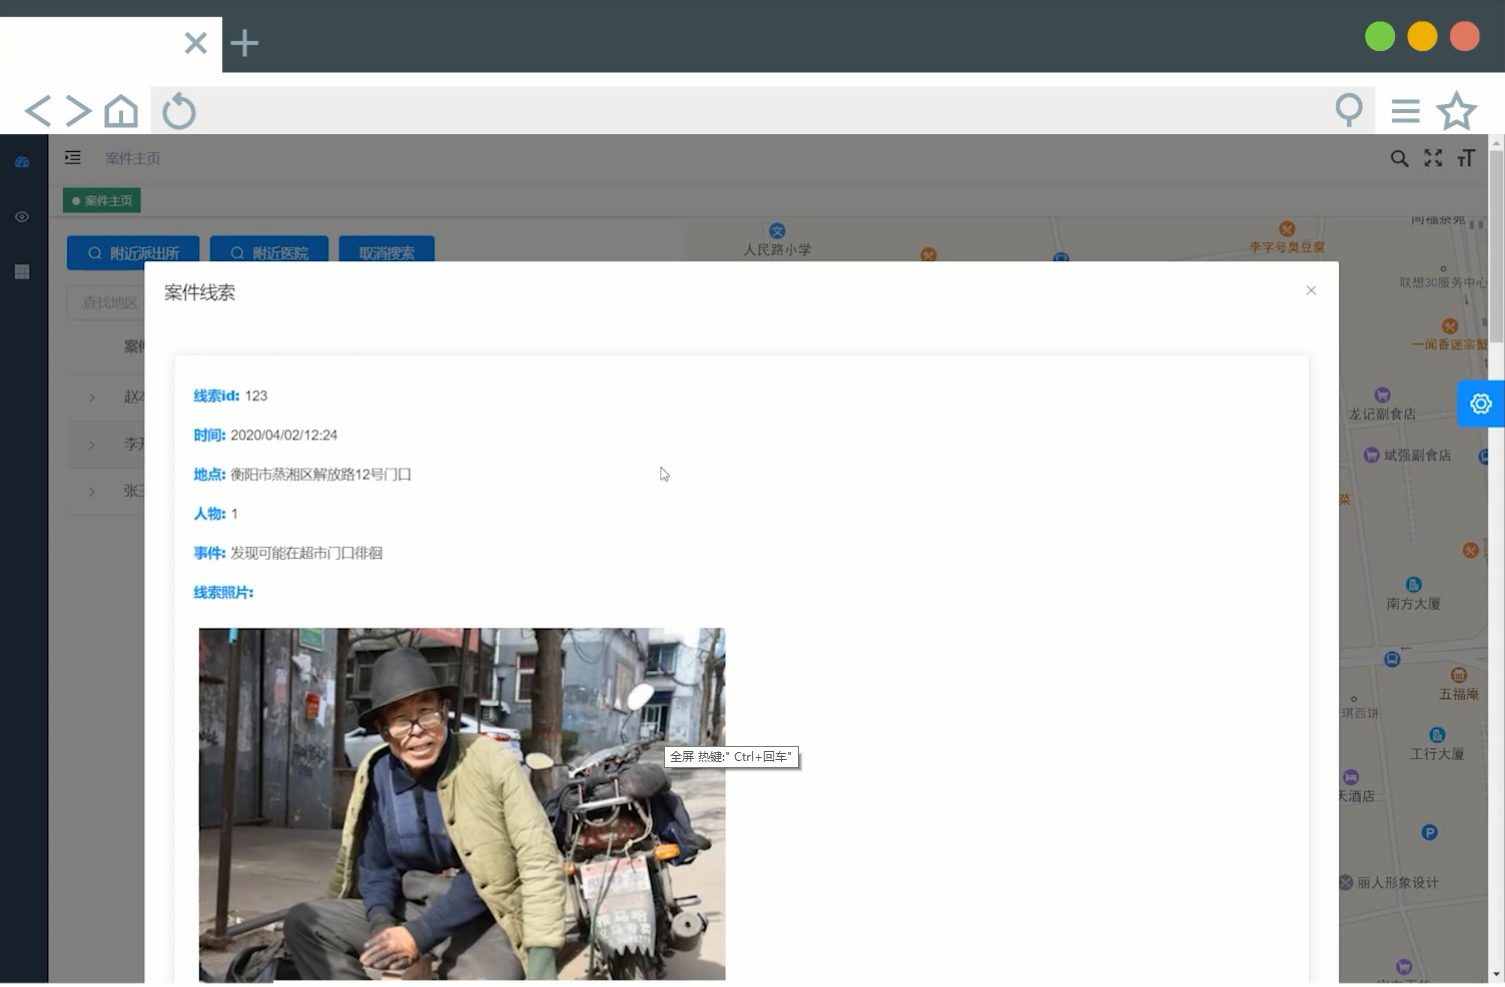 案件主页
案件主页
附近派出所
附近医院
取消搜索
查找地区
案件线索
线索id: 123
时间: 2020/04/02/12:24
地点: 衡阳市蒸湘区解放路12号门口
人物: 1
事件: 发现可能在超市门口徘徊
线索照片:
全屏 热键:" Ctrl+回车"
人民路小学
李字号臭豆腐
联想3C服务中心
一闻香迷宗蟹
龙记副食店
斌强副食店
菜
南方大厦
五福庵
琪西饼
工行大厦
天酒店
P
丽人形象设计